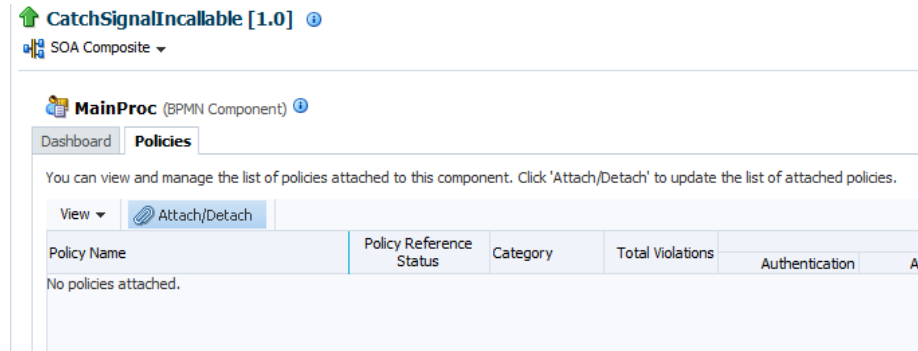 CatchSignalIncallable [1.0]
SOA Composite
MainProc (BPMN Component)
Dashboard Policies
You can view and manage the list of policies attached to this component. Click 'Attach/Detach' to update the list of attached policies.
View Attach/Detach
Policy Name Policy Reference Status Category Total Violations
Authentication A
No policies attached.